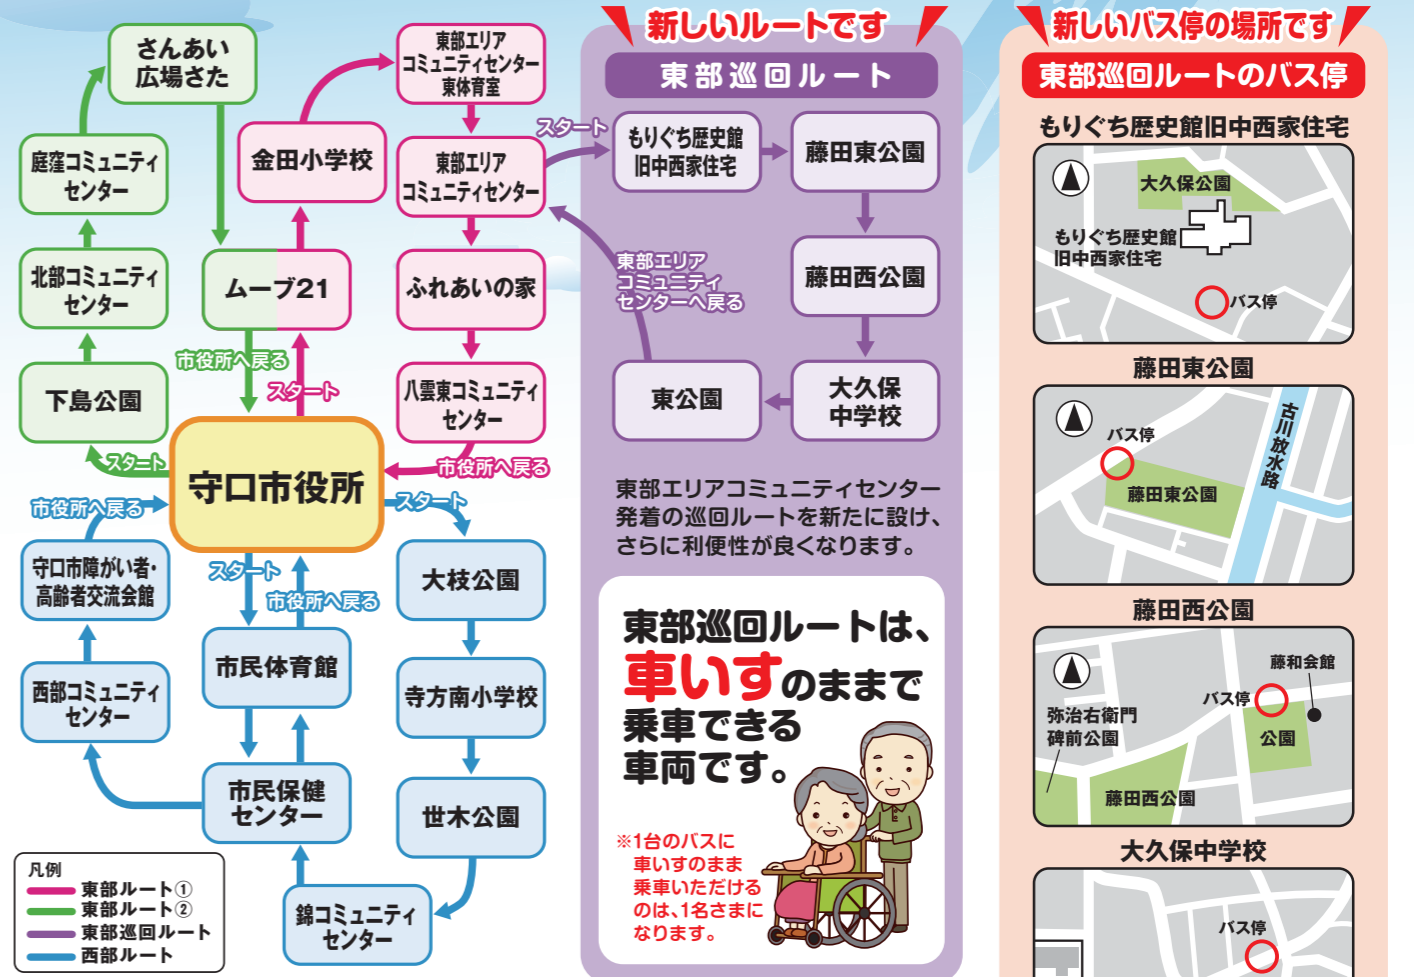 さんあい
広場さた
庭窪コミュニティ
センター
北部コミュニティ
センター
下島公園
スタート
ムーブ21
市役所へ戻る
スタート
金田小学校
東部エリア
コミュニティセンター
東体育室
東部エリア
コミュニティセンター
ふれあいの家
八雲東コミュニティ
センター
市役所へ戻る
守口市役所
市役所へ戻る
守口市障がい者・
高齢者交流会館
西部コミュニティ
センター
スタート
市役所へ戻る
市民体育館
市民保健
センター
スタート
大枝公園
寺方南小学校
世木公園
錦コミュニティ
センター
凡例
東部ルート①
東部ルート②
東部巡回ルート
西部ルート
新しいルートです
東部巡回ルート
スタート
もりぐち歴史館
旧中西家住宅
藤田東公園
藤田西公園
大久保
中学校
東公園
東部エリア
コミュニティ
センターへ戻る
東部エリアコミュニティセンター
発着の巡回ルートを新たに設け、
さらに利便性が良くなります。
東部巡回ルートは、
車いすのままで
乗車できる
車両です。
※1台のバスに
車いすのまま
乗車いただける
のは、1名さまに
なります。
新しいバス停の場所です
東部巡回ルートのバス停
もりぐち歴史館旧中西家住宅
大久保公園
もりぐち歴史館
旧中西家住宅
バス停
藤田東公園
バス停
藤田東公園
古川放水路
藤田西公園
藤和会館
バス停
弥治右衛門
碑前公園
公園
藤田西公園
大久保中学校
バス停